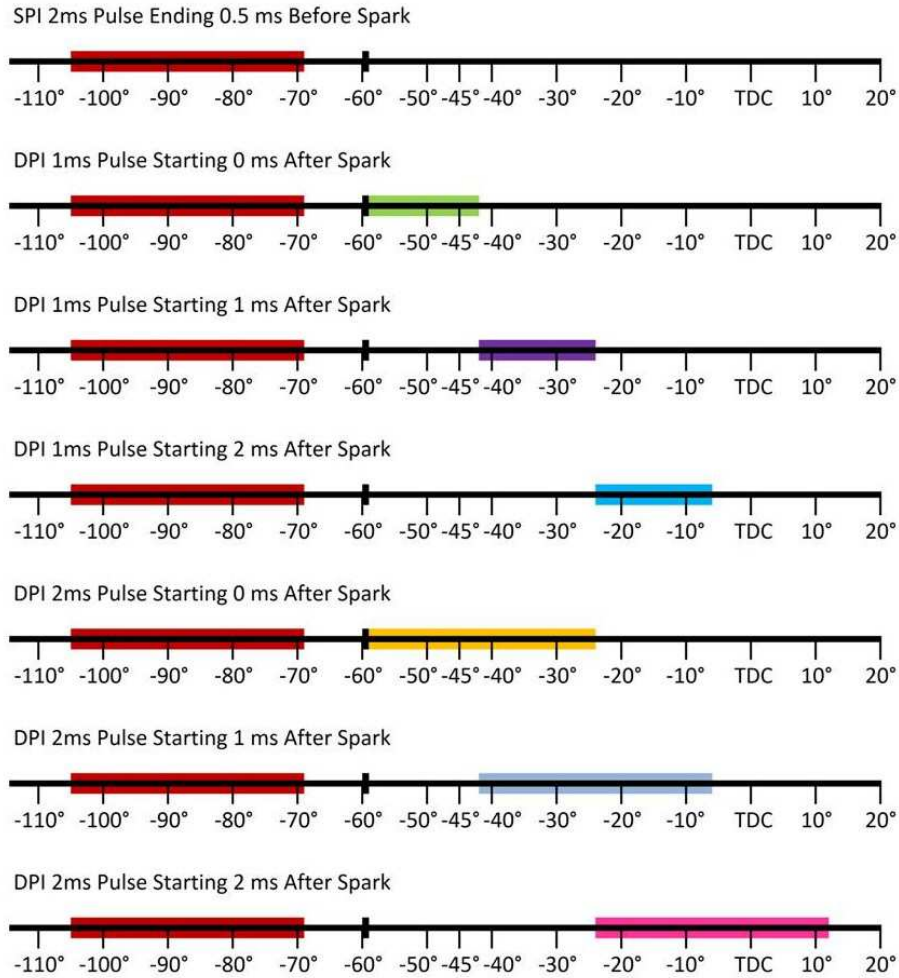 SPI 2ms Pulse Ending 0.5 ms Before Spark
-110° -100° -90° -80° -70° -60° -50° -45° -40° -30° -20° -10° TDC 10° 20°
DPI 1ms Pulse Starting 0 ms After Spark
-110° -100° -90° -80° -70° -60° -50° -45° -40° -30° -20° -10° TDC 10° 20°
DPI 1ms Pulse Starting 1 ms After Spark
-110° -100° -90° -80° -70° -60° -50° -45° -40° -30° -20° -10° TDC 10° 20°
DPI 1ms Pulse Starting 2 ms After Spark
-110° -100° -90° -80° -70° -60° -50° -45° -40° -30° -20° -10° TDC 10° 20°
DPI 2ms Pulse Starting 0 ms After Spark
-110° -100° -90° -80° -70° -60° -50° -45° -40° -30° -20° -10° TDC 10° 20°
DPI 2ms Pulse Starting 1 ms After Spark
-110° -100° -90° -80° -70° -60° -50° -45° -40° -30° -20° -10° TDC 10° 20°
DPI 2ms Pulse Starting 2 ms After Spark
-110° -100° -90° -80° -70° -60° -50° -45° -40° -30° -20° -10° TDC 10° 20°